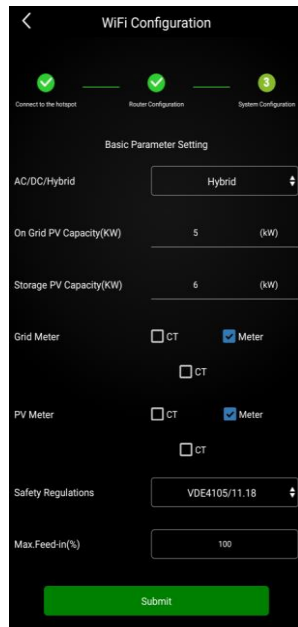 WiFi Configuration
3
Connect to the hotspot Router Configuration System Configuration
Basic Parameter Setting
AC/DC/Hybrid Hybrid
On Grid PV Capacity(KW) 5 (kW)
Storage PV Capacity(KW) 6 (kW)
Grid Meter CT Meter
CT
PV Meter CT Meter
CT
Safety Regulations VDE4105/11.18
Max.Feed-in(%) 100
Submit